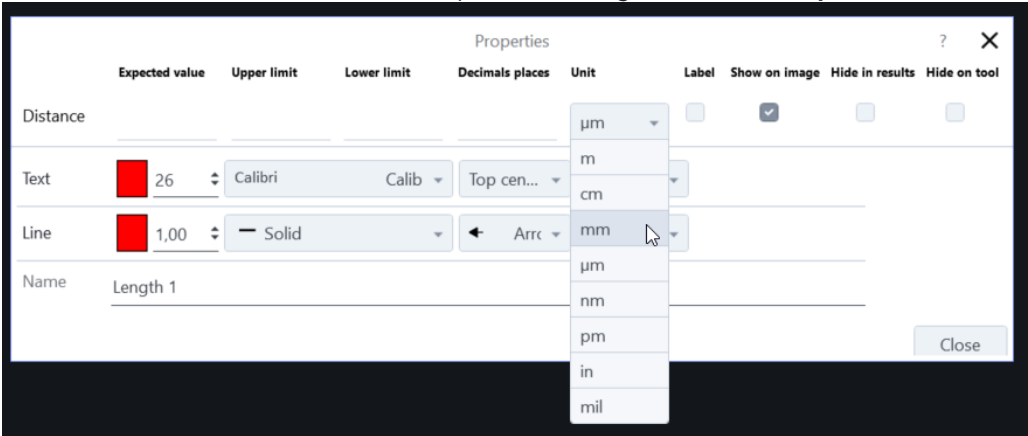 Properties ?
Expected value Upper limit Lower limit Decimals places Unit Label Show on image Hide in results Hide on tool
Distance µm
m
Text 26 Calibri Calib Top cen...
cm
Line 1,00 Solid Arrc mm
µm
Name Length 1
nm
pm
Close
in
mil